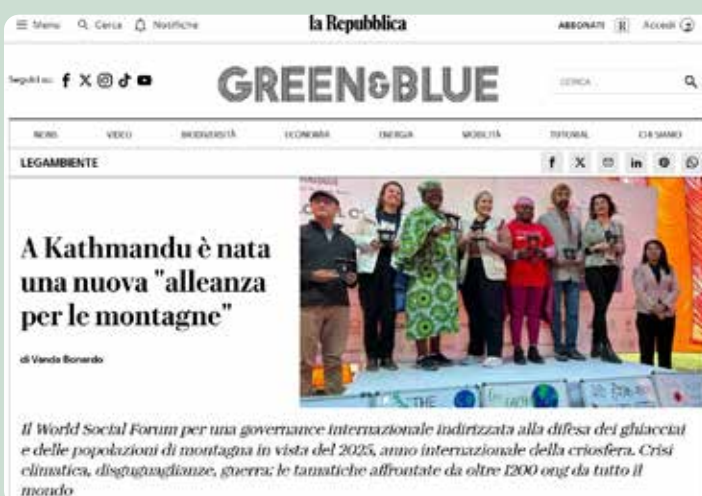 Menu Cerca Notifiche la Repubblica ABBONATI R Accedi
Seguici su:
GREEN&BLUE
CERCA
NEWS VIDEO BIODIVERSITÀ ECONOMIA ENERGIA MOBILITÀ TUTORIAL CHI SIAMO
LEGAMBIENTE
A Kathmandu è nata
una nuova "alleanza
per le montagne"
di Vanda Bonardo
THE
Il World Social Forum per una governance internazionale indirizzata alla difesa dei ghiacciai
e delle popolazioni di montagna in vista del 2025, anno internazionale della criosfera. Crisi
climatica, disguguaglianze, guerra: le tamatiche affrontate da oltre 1200 ong da tutto il
mondo